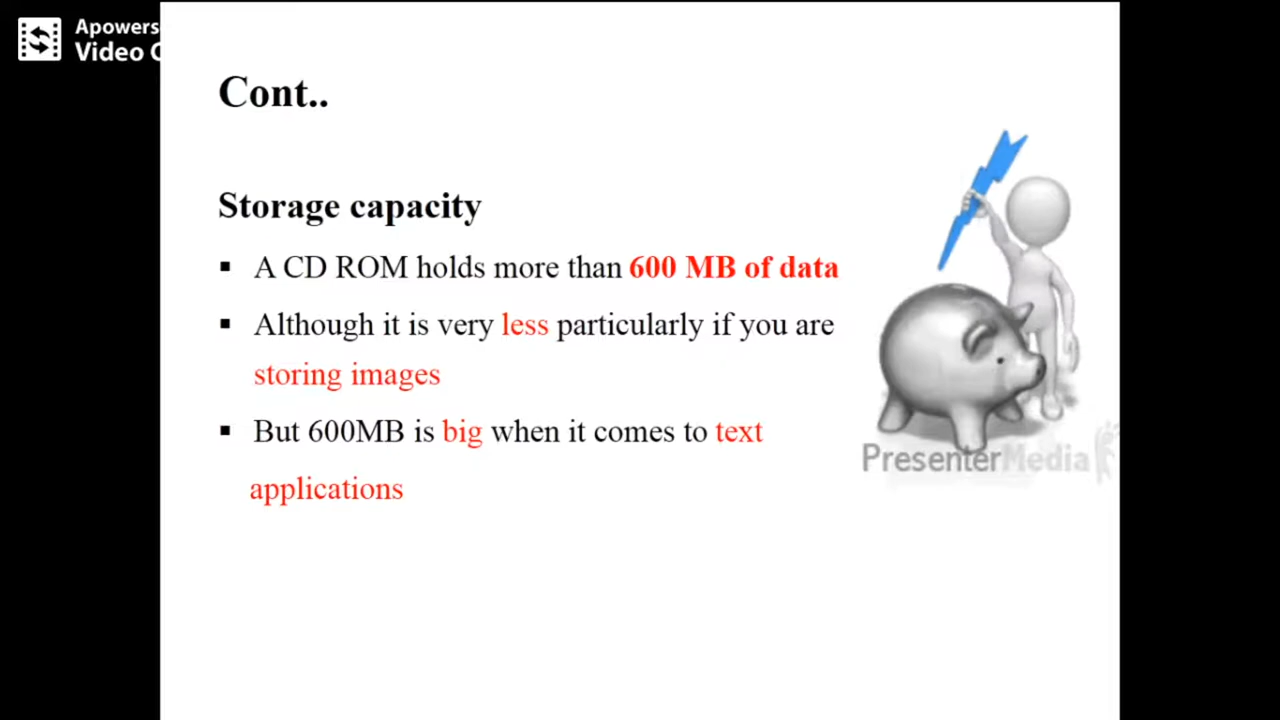 Apowers
Video
Cont..
Storage capacity
▪ A CD ROM holds more than 600 MB of data
▪ Although it is very less particularly if you are
storing images
▪ But 600MB is big when it comes to text
applications
PresenterMedia